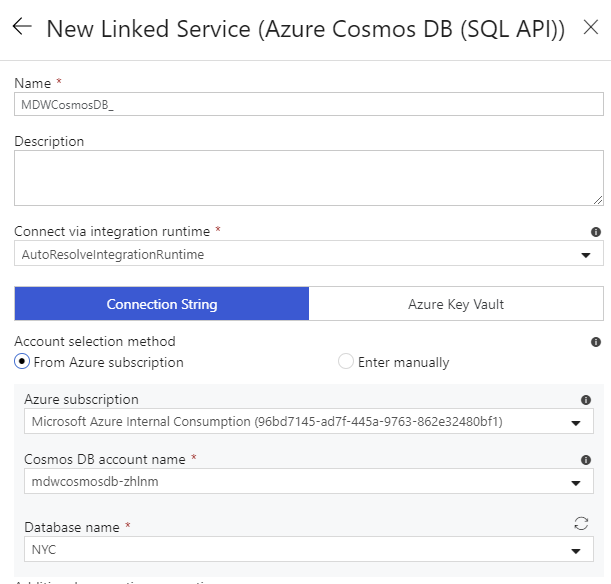 New Linked Service (Azure Cosmos DB (SQL API))
Name *
MDWCosmosDB_
Description
Connect via integration runtime *
AutoResolveIntegrationRuntime
Connection String Azure Key Vault
Account selection method
From Azure subscription Enter manually
Azure subscription
Microsoft Azure Internal Consumption (96bd7145-ad7f-445a-9763-862e32480bf1)
Cosmos DB account name *
mdwcosmosdb-zhlnm
Database name *
NYC